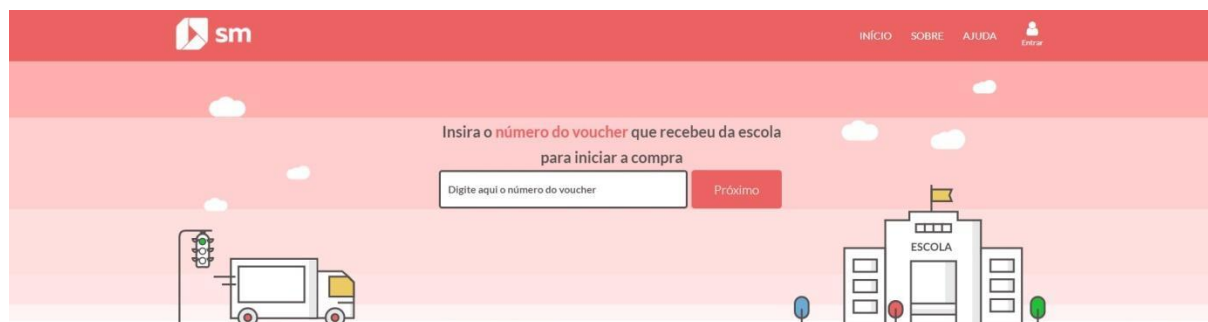 sm
INÍCIO SOBRE AJUDA Entrar
Insira o número do voucher que recebeu da escola
para iniciar a compra
Digite aqui o número do voucher Próximo
ESCOLA